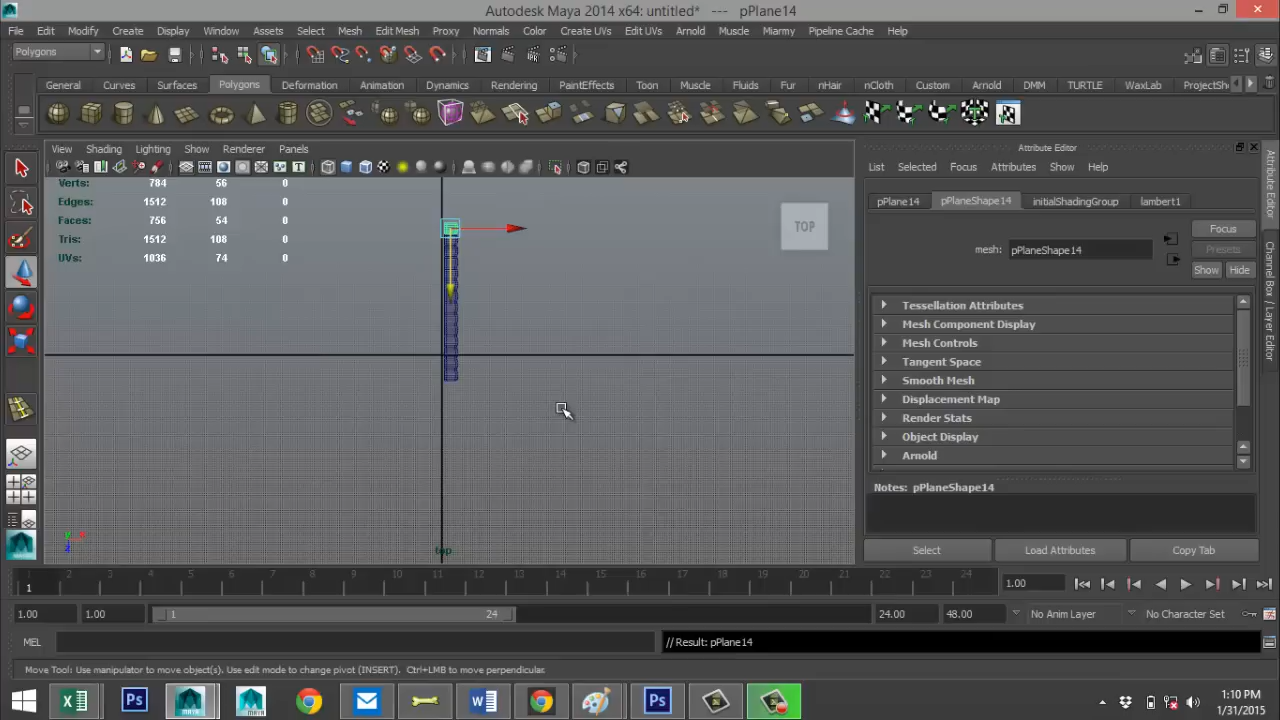 Autodesk Maya 2014 x64: untitled*   ---   pPlane14
File Edit Modify Create Display Window Assets Select Mesh Edit Mesh Proxy Normals Color Create UVs Edit UVs Arnold Muscle Miarmy Pipeline Cache Help
Polygons
General Curves Surfaces Polygons Deformation Animation Dynamics Rendering PaintEffects Toon Muscle Fluids Fur nHair nCloth Custom Arnold DMM TURTLE WaxLab ProjectSh
View Shading Lighting Show Renderer Panels
Attribute Editor
List Selected Focus Attributes Show Help
Verts: 784 56 0
Edges: 1512 108 0
Faces: 756 54 0
Tris: 1512 108 0
UVs: 1036 74 0
TOP
pPlane14 pPlaneShape14 initialShadingGroup lambert1
Focus
mesh: pPlaneShape14
Presets
Show Hide
Tessellation Attributes
Mesh Component Display
Mesh Controls
Tangent Space
Smooth Mesh
Displacement Map
Render Stats
Object Display
Arnold
Notes: pPlaneShape14
Select Load Attributes Copy Tab
Attribute Editor
Channel Box / Layer Editor
top
1 2 3 4 5 6 7 8 9 10 11 12 13 14 15 16 17 18 19 20 21 22 23 24
1
1.00
1.00 1.00 1 24 24.00 48.00 No Anim Layer No Character Set
MEL // Result: pPlane14
Move Tool: Use manipulator to move object(s). Use edit mode to change pivot (INSERT). Ctrl+LMB to move perpendicular.
1:10 PM
1/31/2015